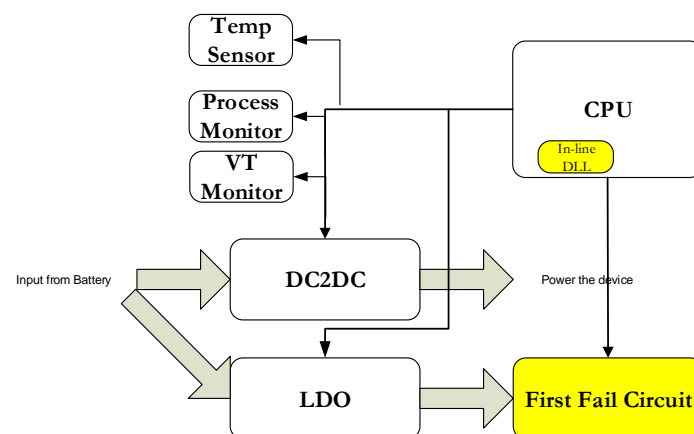 Temp
Sensor
Process
Monitor
VT
Monitor
CPU
In-line
DLL
Input from Battery
DC2DC
Power the device
LDO
First Fail Circuit